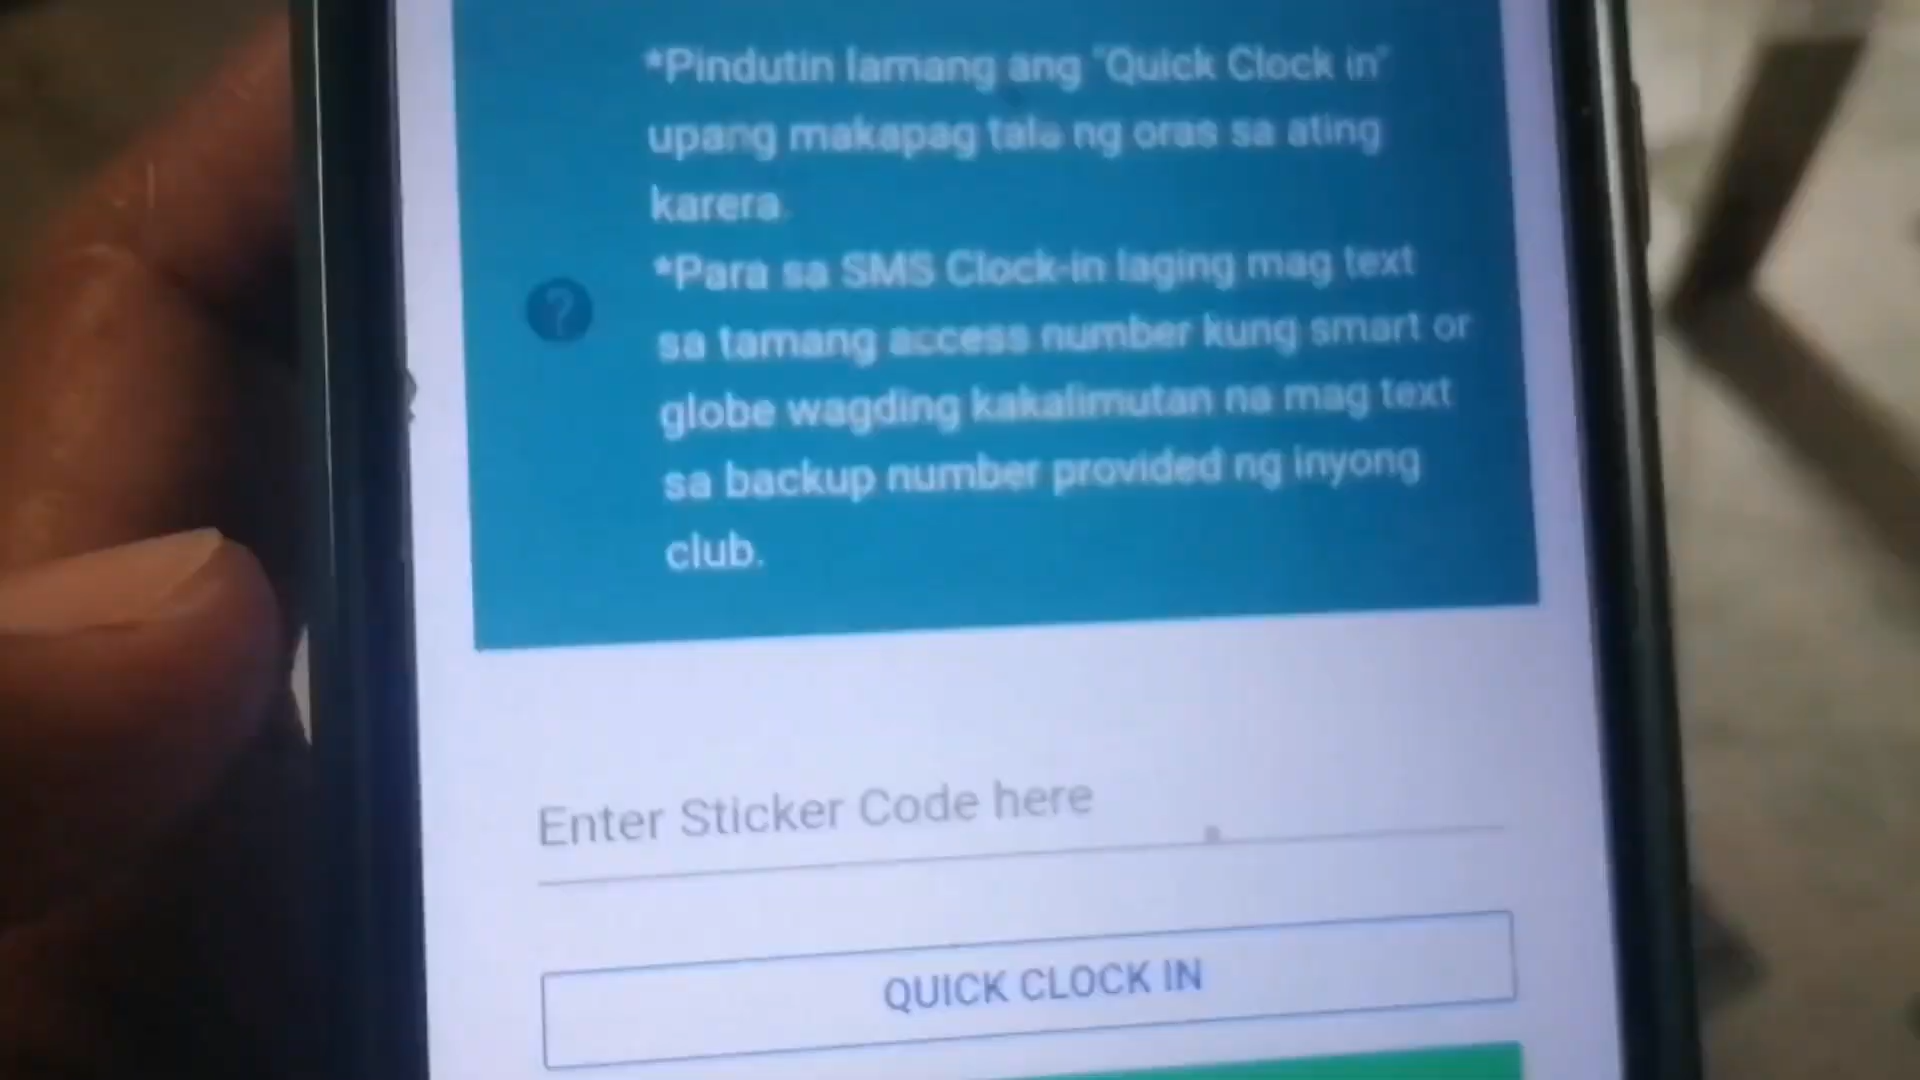 *Pindutin lamang ang "Quick Clock in"
upang makapag tala ng oras sa ating
karera.
*Para sa SMS Clock-in laging mag text
sa tamang access number kung smart or
globe wagding kakalimutan na mag text
sa backup number provided ng inyong
club.
?
Enter Sticker Code here
QUICK CLOCK IN